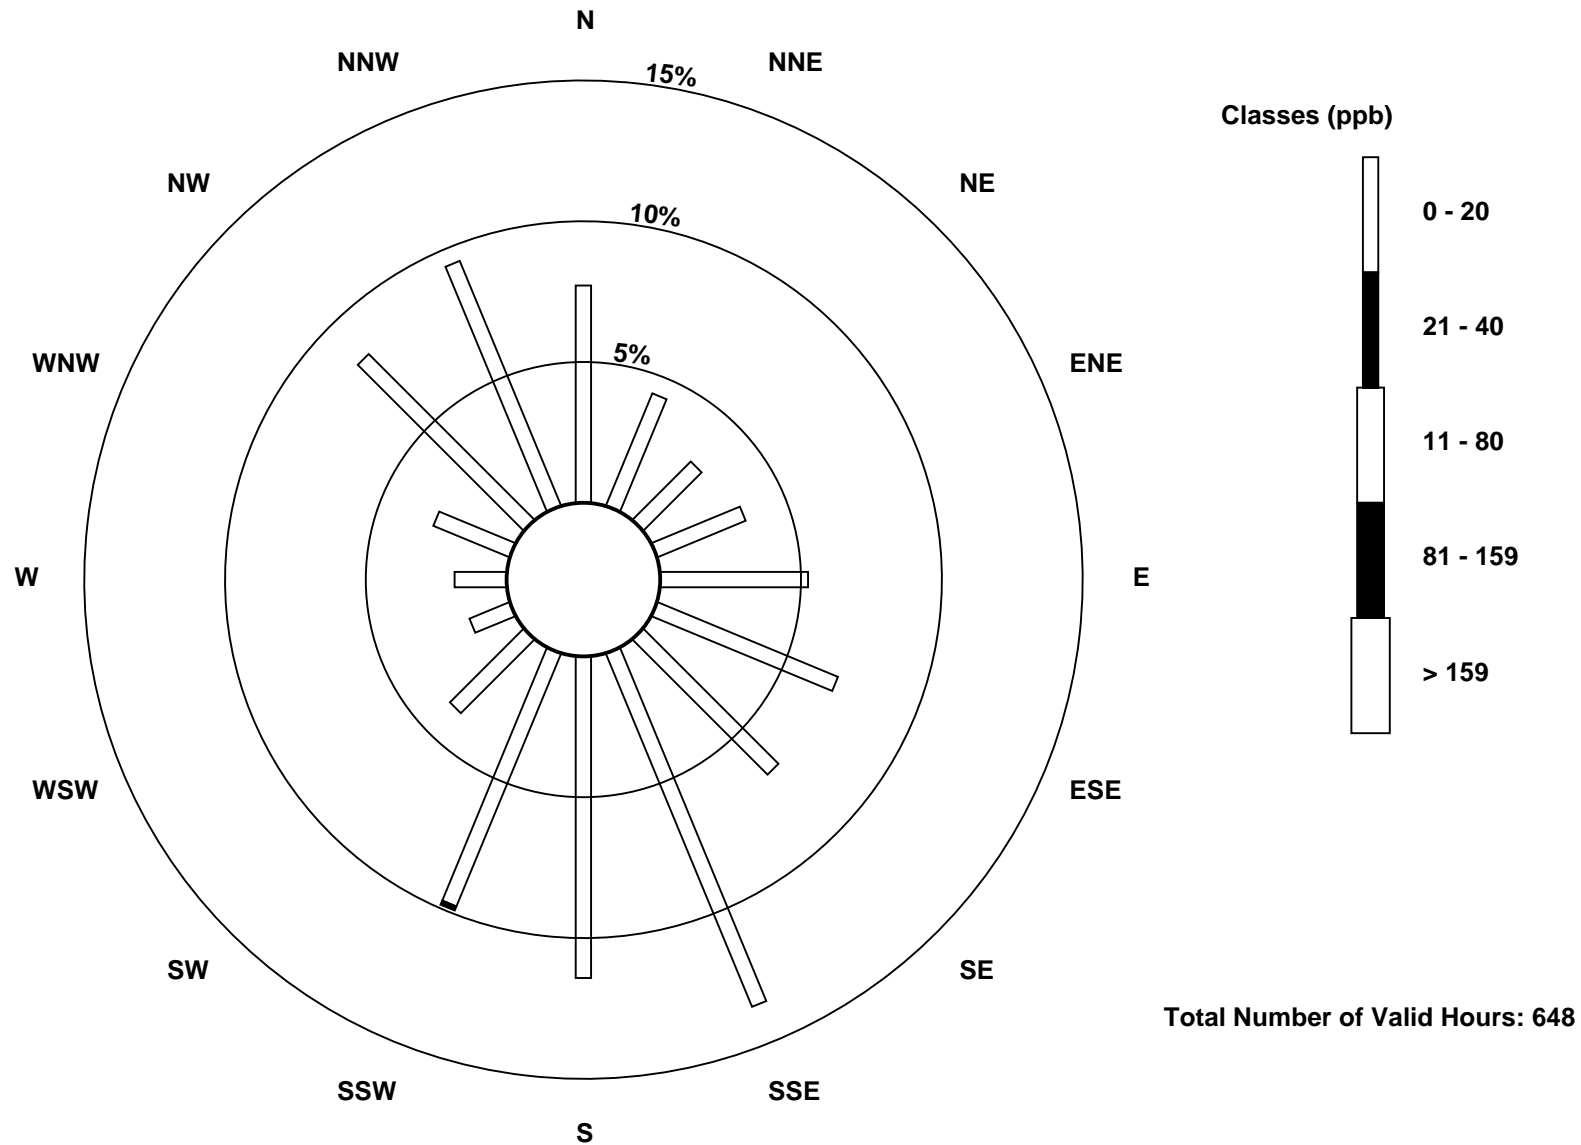 N
NNW
NNE
15%
Classes (ppb)
NW
NE
0 - 20
10%
21 - 40
5%
WNW
ENE
11 - 80
81 - 159
W
E
> 159
WSW
ESE
SW
SE
Total Number of Valid Hours: 648
SSW
SSE
S